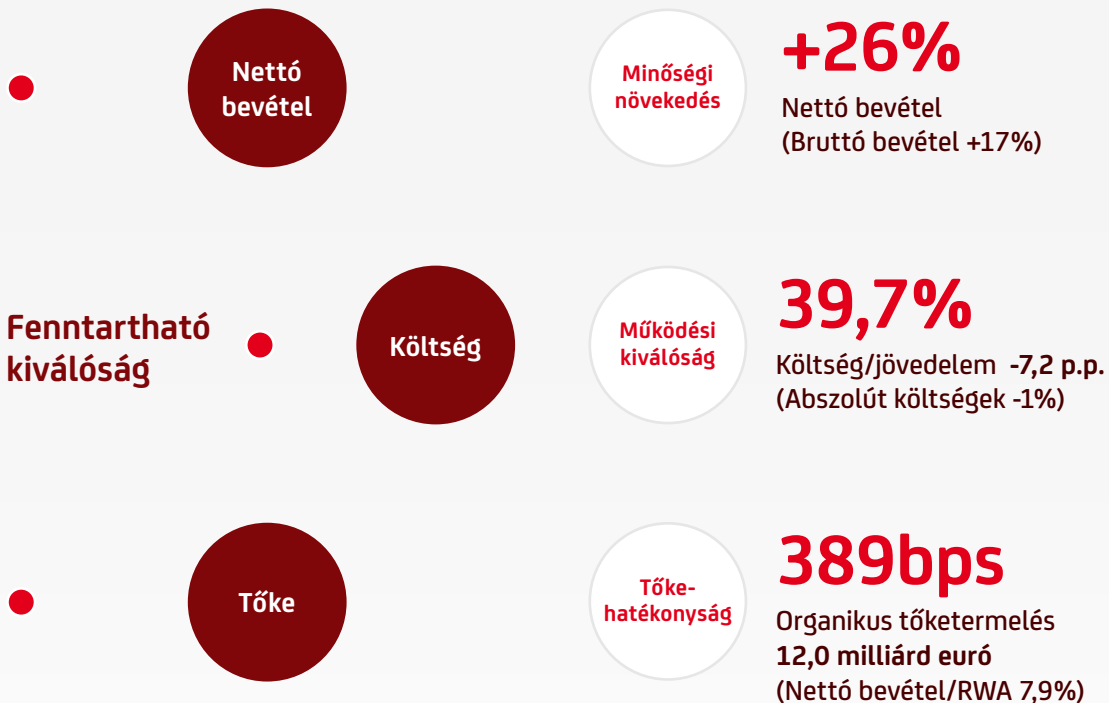 Nettó
bevétel
Minőségi
növekedés
+26%
Nettó bevétel
(Bruttó bevétel +17%)
Fenntartható
kiválóság
Költség
Működési
kiválóság
39,7%
Költség/jövedelem -7,2 p.p.
(Abszolút költségek -1%)
Tőke
Tőke-
hatékonyság
389bps
Organikus tőketermelés
12,0 milliárd euró
(Nettó bevétel/RWA 7,9%)